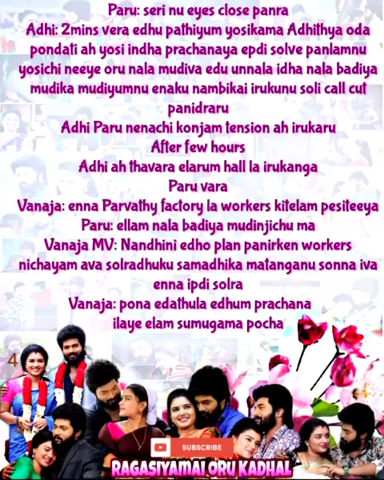 Paru: seri nu eyes close panra
Adhi: 2mins vera edhu pathiyum yosikama Adhithya oda
pondati ah yosi indha prachanaya epdi solve panlamnu
yosichi neeye oru nala mudiva edu unnala idha nala badiya
mudika mudiyumnu enaku nambikai irukunu soli call cut
panidraru
Adhi Paru nenachi konjam tension ah irukaru
After few hours
Adhi ah thavara elarum hall la irukanga
Paru vara
Vanaja: enna Parvathy factory la workers kitelam pesiteeya
Paru: ellam nala badiya mudinjichu ma
Vanaja MV: Nandhini edho plan panirken workers
nichayam ava solradhuku samadhika matanganu sonna iva
enna ipdi solra
Vanaja: pona edathula edhum prachana
ilaye elam sumugama pocha
4
SUBSCRIBE
RAGASIYAMAI ORU KADHAL